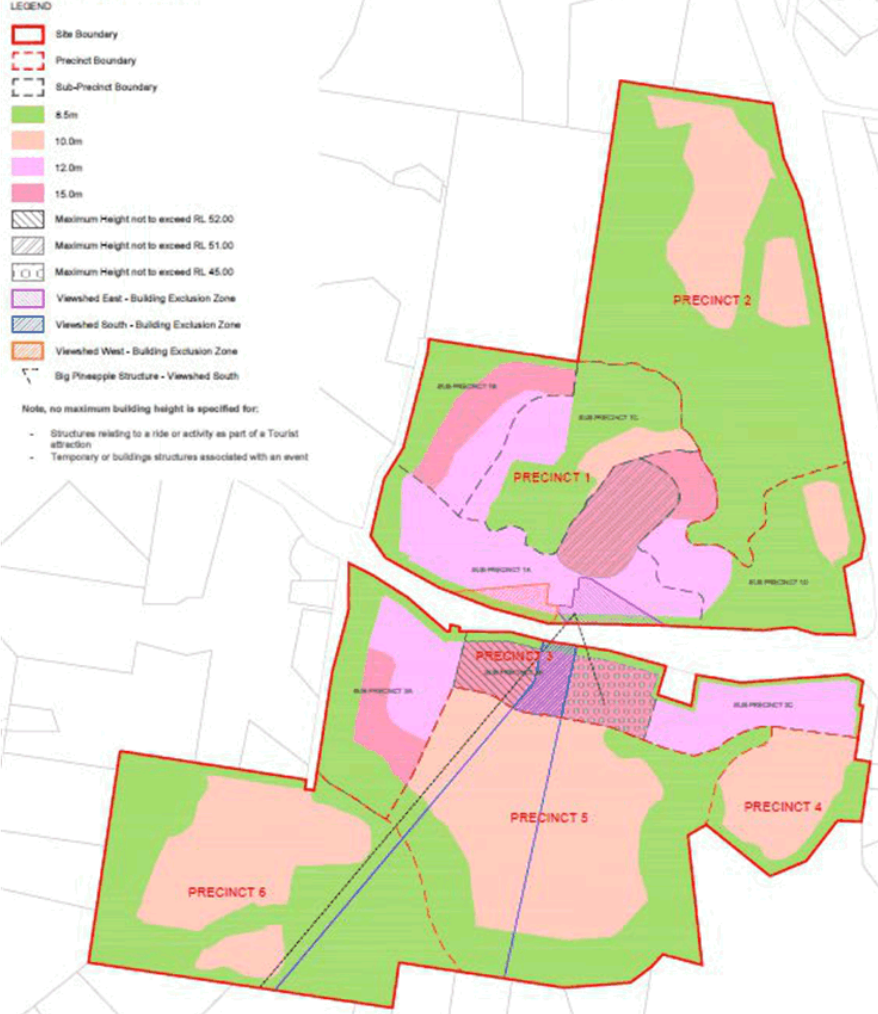 LEGEND
Site Boundary
Precinct Boundary
Sub-Precinct Boundary
8.5m
10.0m
12.0m
15.0m
Maximum Height not to exceed RL 52.00
Maximum Height not to exceed RL 51.00
Maximum Height not to exceed RL 45.00
Viewshed East - Building Exclusion Zone
Viewshed South - Building Exclusion Zone
Viewshed West - Building Exclusion Zone
Big Pineapple Structure - Viewshed South
Note, no maximum building height is specified for:
- Structures relating to a ride or activity as part of a Tourist
attraction
- Temporary or buildings structures associated with an event
PRECINCT 2
SUB-PRECINCT 1C
PRECINCT 1
SUB-PRECINCT 1A
SUB-PRECINCT 1D
PRECINCT 3
SUB-PRECINCT 3A
SUB-PRECINCT 3C
PRECINCT 4
PRECINCT 5
PRECINCT 6